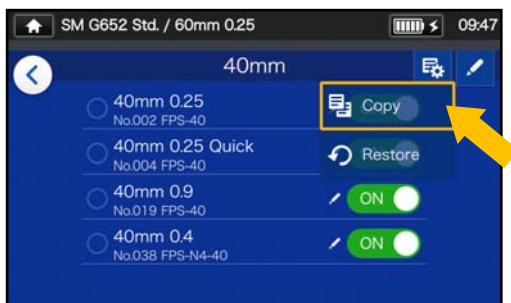 SM G652 Std. / 60mm 0.25 09:47
40mm
40mm 0.25
No.002 FPS-40
Copy
40mm 0.25 Quick
No.004 FPS-40
Restore
40mm 0.9
No.019 FPS-40
ON
40mm 0.4
No.038 FPS-N4-40
ON